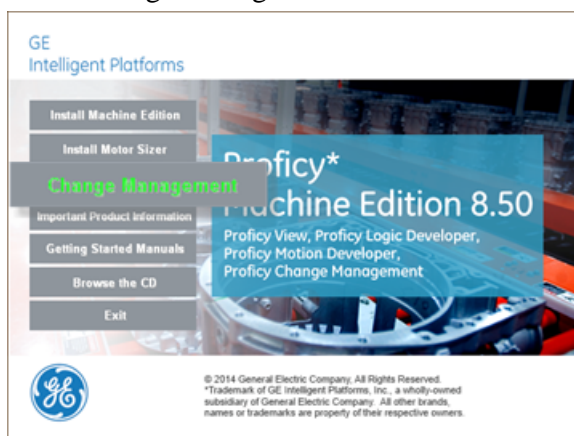 GE
Intelligent Platforms
Install Machine Edition
Install Motor Sizer
Change Management
Important Product Information
Getting Started Manuals
Browse the CD
Exit
Proficy*
Machine Edition 8.50
Proficy View, Proficy Logic Developer,
Proficy Motion Developer,
Proficy Change Management
© 2014 General Electric Company, All Rights Reserved.
*Trademark of GE Intelligent Platforms, Inc., a wholly-owned
subsidiary of General Electric Company. All other brands,
names or trademarks are property of their respective owners.